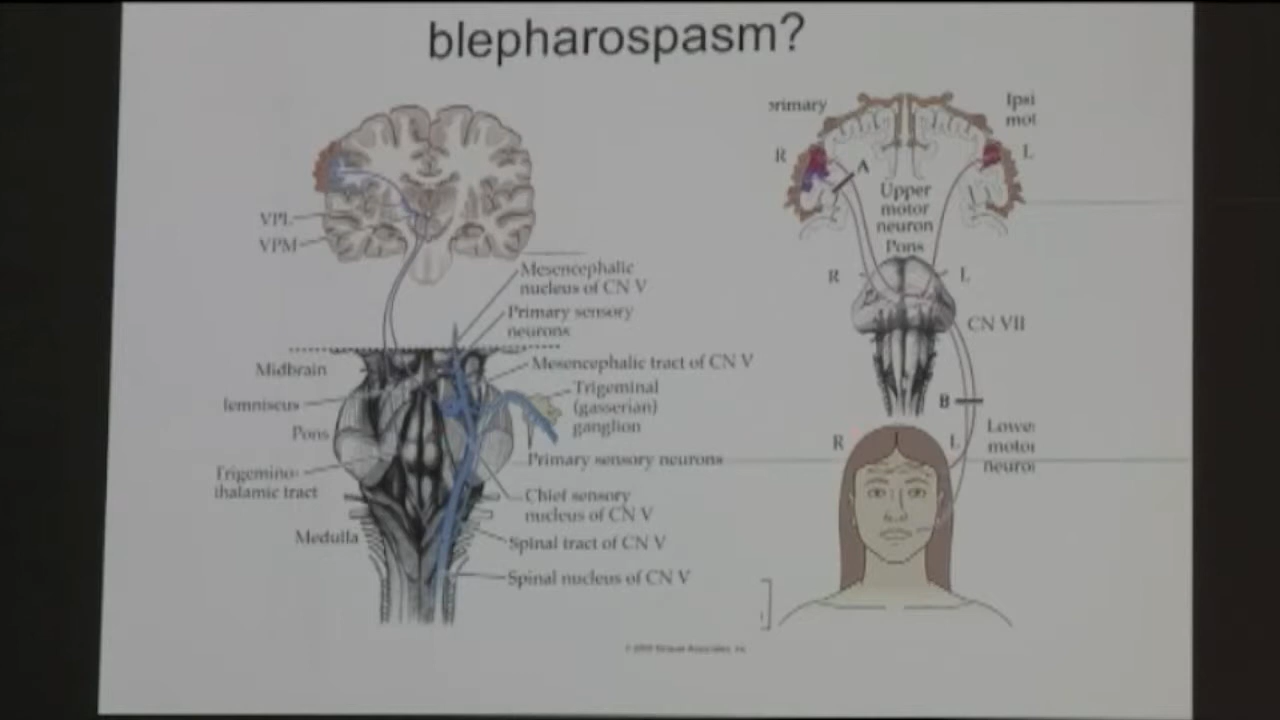 blepharospasm?
VPL
VPM
Mesencephalic
nucleus of CN V
Primary sensory
neurons
Midbrain
Mesencephalic tract of CN V
lemniscus
Trigeminal
(gasserian)
ganglion
Pons
Primary sensory neurons
Trigemino-
thalamic tract
Chief sensory
nucleus of CN V
Medulla
Spinal tract of CN V
Spinal nucleus of CN V
rimary
Ipsi
mot
R
L
A
Upper
motor
neuron
Pons
R
L
CN VII
B
R
L
Lowe
motor
neuro